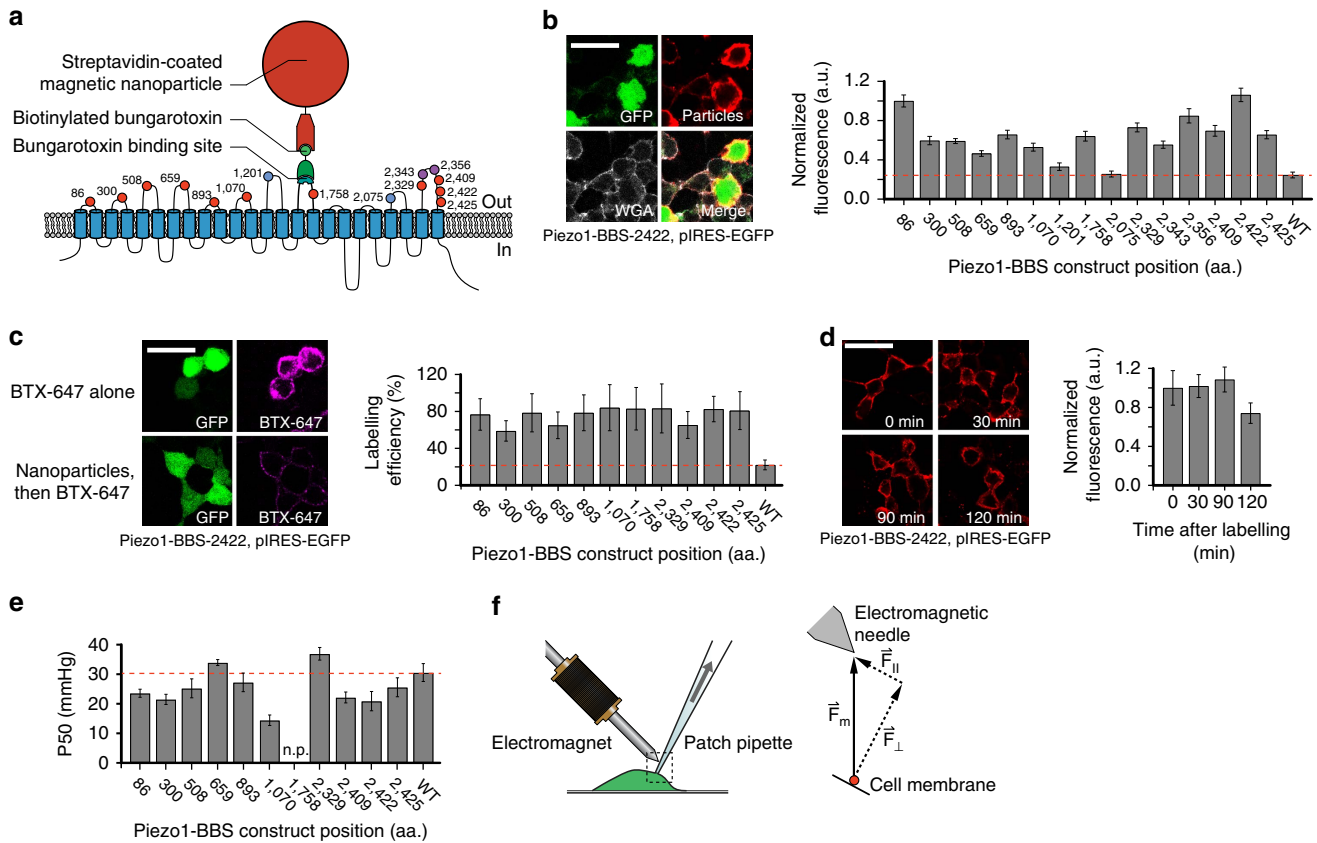 a
Streptavidin-coated
magnetic nanoparticle
Biotinylated bungarotoxin
Bungarotoxin binding site
86
300
508
659
893
1,070
1,201
1,758
2,075
2,329
2,343
2,356
2,409
2,422
2,425
Out
In
b
GFP
Particles
WGA
Merge
Piezo1-BBS-2422, pIRES-EGFP
Normalized
fluorescence (a.u.)
1.2
0.8
0.4
0.0
86
300
508
659
893
1,070
1,201
1,758
2,075
2,329
2,343
2,356
2,409
2,422
2,425
WT
Piezo1-BBS construct position (aa.)
c
BTX-647 alone
GFP
BTX-647
Nanoparticles,
then BTX-647
GFP
BTX-647
Piezo1-BBS-2422, pIRES-EGFP
Labelling
efficiency (%)
120
80
40
0
86
300
508
659
893
1,070
1,758
2,329
2,409
2,422
2,425
WT
Piezo1-BBS construct position (aa.)
d
0 min
30 min
90 min
120 min
Piezo1-BBS-2422, pIRES-EGFP
Normalized
fluorescence (a.u.)
1.2
0.8
0.4
0.0
0
30
90
120
Time after labelling
(min)
e
P50 (mmHg)
40
30
20
10
0
n.p.
86
300
508
659
893
1,070
1,758
2,329
2,409
2,422
2,425
WT
Piezo1-BBS construct position (aa.)
f
Electromagnet
Patch pipette
Electromagnetic
needle
F||
Fm
F⊥
Cell membrane